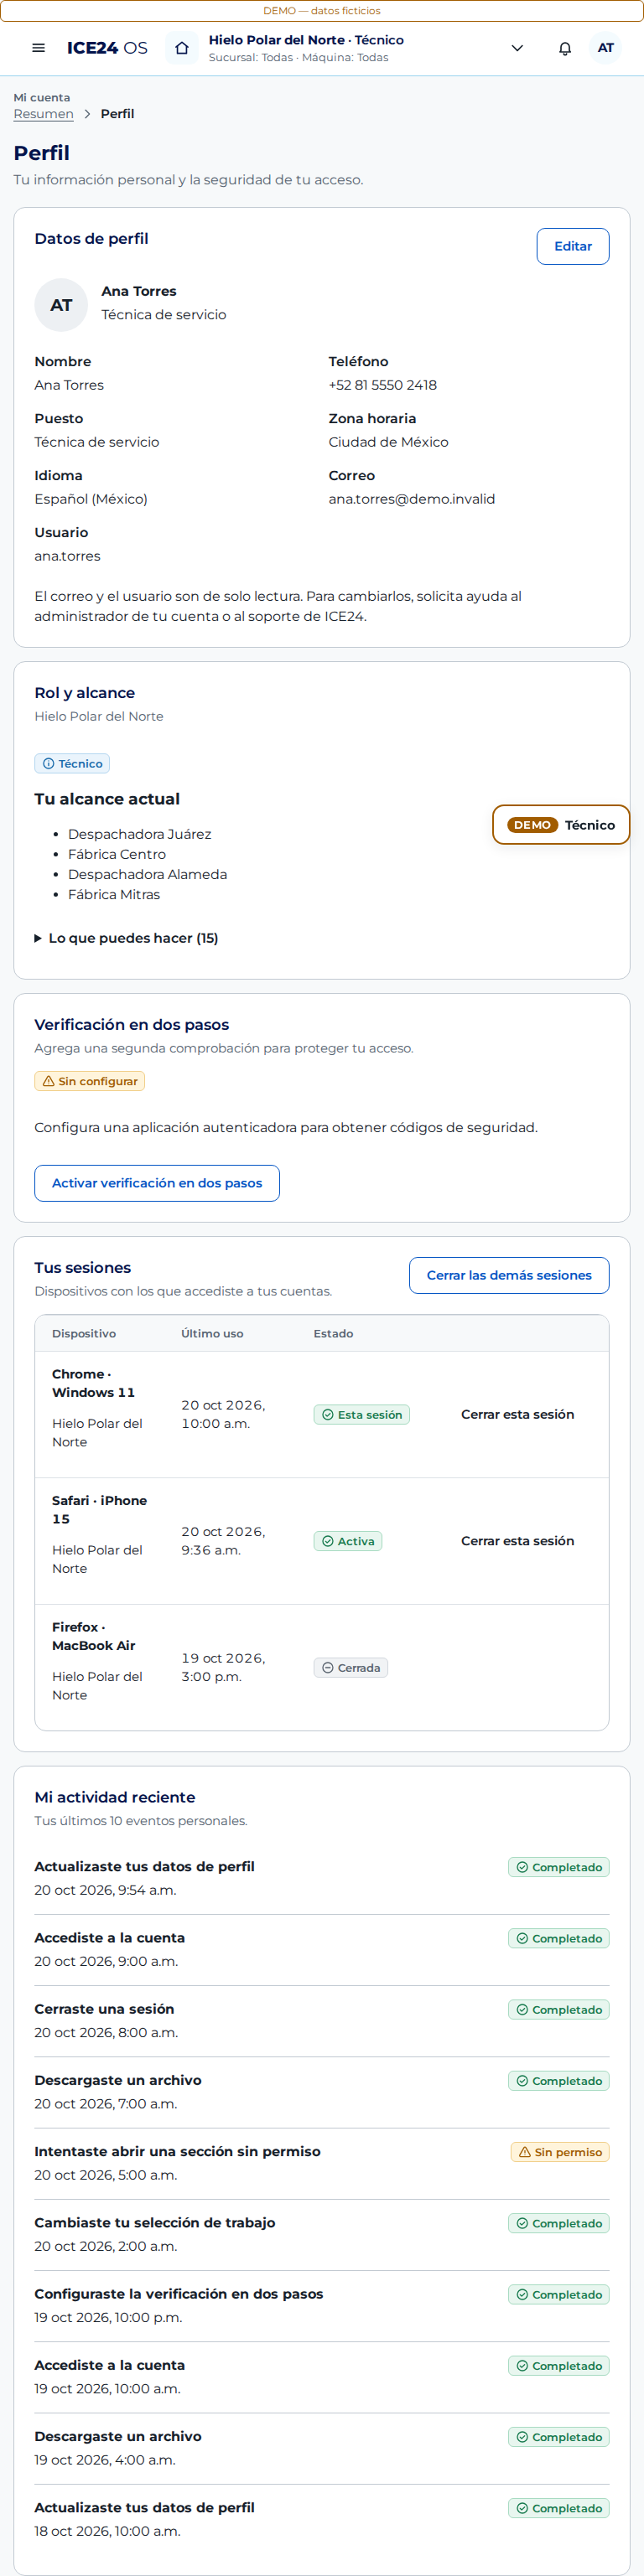 DEMO — datos ficticios
ICE24 OS
Hielo Polar del Norte · Técnico
Sucursal: Todas · Máquina: Todas
AT
Mi cuenta
Resumen > Perfil
Perfil
Tu información personal y la seguridad de tu acceso.
Datos de perfil
Editar
AT
Ana Torres
Técnica de servicio
Nombre
Ana Torres
Teléfono
+52 81 5550 2418
Puesto
Técnica de servicio
Zona horaria
Ciudad de México
Idioma
Español (México)
Correo
ana.torres@demo.invalid
Usuario
ana.torres
El correo y el usuario son de solo lectura. Para cambiarlos, solicita ayuda al
administrador de tu cuenta o al soporte de ICE24.
Rol y alcance
Hielo Polar del Norte
Técnico
Tu alcance actual
• Despachadora Juárez
• Fábrica Centro
• Despachadora Alameda
• Fábrica Mitras
DEMO Técnico
Lo que puedes hacer (15)
Verificación en dos pasos
Agrega una segunda comprobación para proteger tu acceso.
Sin configurar
Configura una aplicación autenticadora para obtener códigos de seguridad.
Activar verificación en dos pasos
Tus sesiones
Dispositivos con los que accediste a tus cuentas.
Cerrar las demás sesiones
Dispositivo Último uso Estado
Chrome ·
Windows 11
Hielo Polar del
Norte
20 oct 2026,
10:00 a.m.
Esta sesión
Cerrar esta sesión
Safari · iPhone
15
Hielo Polar del
Norte
20 oct 2026,
9:36 a.m.
Activa
Cerrar esta sesión
Firefox ·
MacBook Air
Hielo Polar del
Norte
19 oct 2026,
3:00 p.m.
Cerrada
Mi actividad reciente
Tus últimos 10 eventos personales.
Actualizaste tus datos de perfil
20 oct 2026, 9:54 a.m.
Completado
Accediste a la cuenta
20 oct 2026, 9:00 a.m.
Completado
Cerraste una sesión
20 oct 2026, 8:00 a.m.
Completado
Descargaste un archivo
20 oct 2026, 7:00 a.m.
Completado
Intentaste abrir una sección sin permiso
20 oct 2026, 5:00 a.m.
Sin permiso
Cambiaste tu selección de trabajo
20 oct 2026, 2:00 a.m.
Completado
Configuraste la verificación en dos pasos
19 oct 2026, 10:00 p.m.
Completado
Accediste a la cuenta
19 oct 2026, 10:00 a.m.
Completado
Descargaste un archivo
19 oct 2026, 4:00 a.m.
Completado
Actualizaste tus datos de perfil
18 oct 2026, 10:00 a.m.
Completado